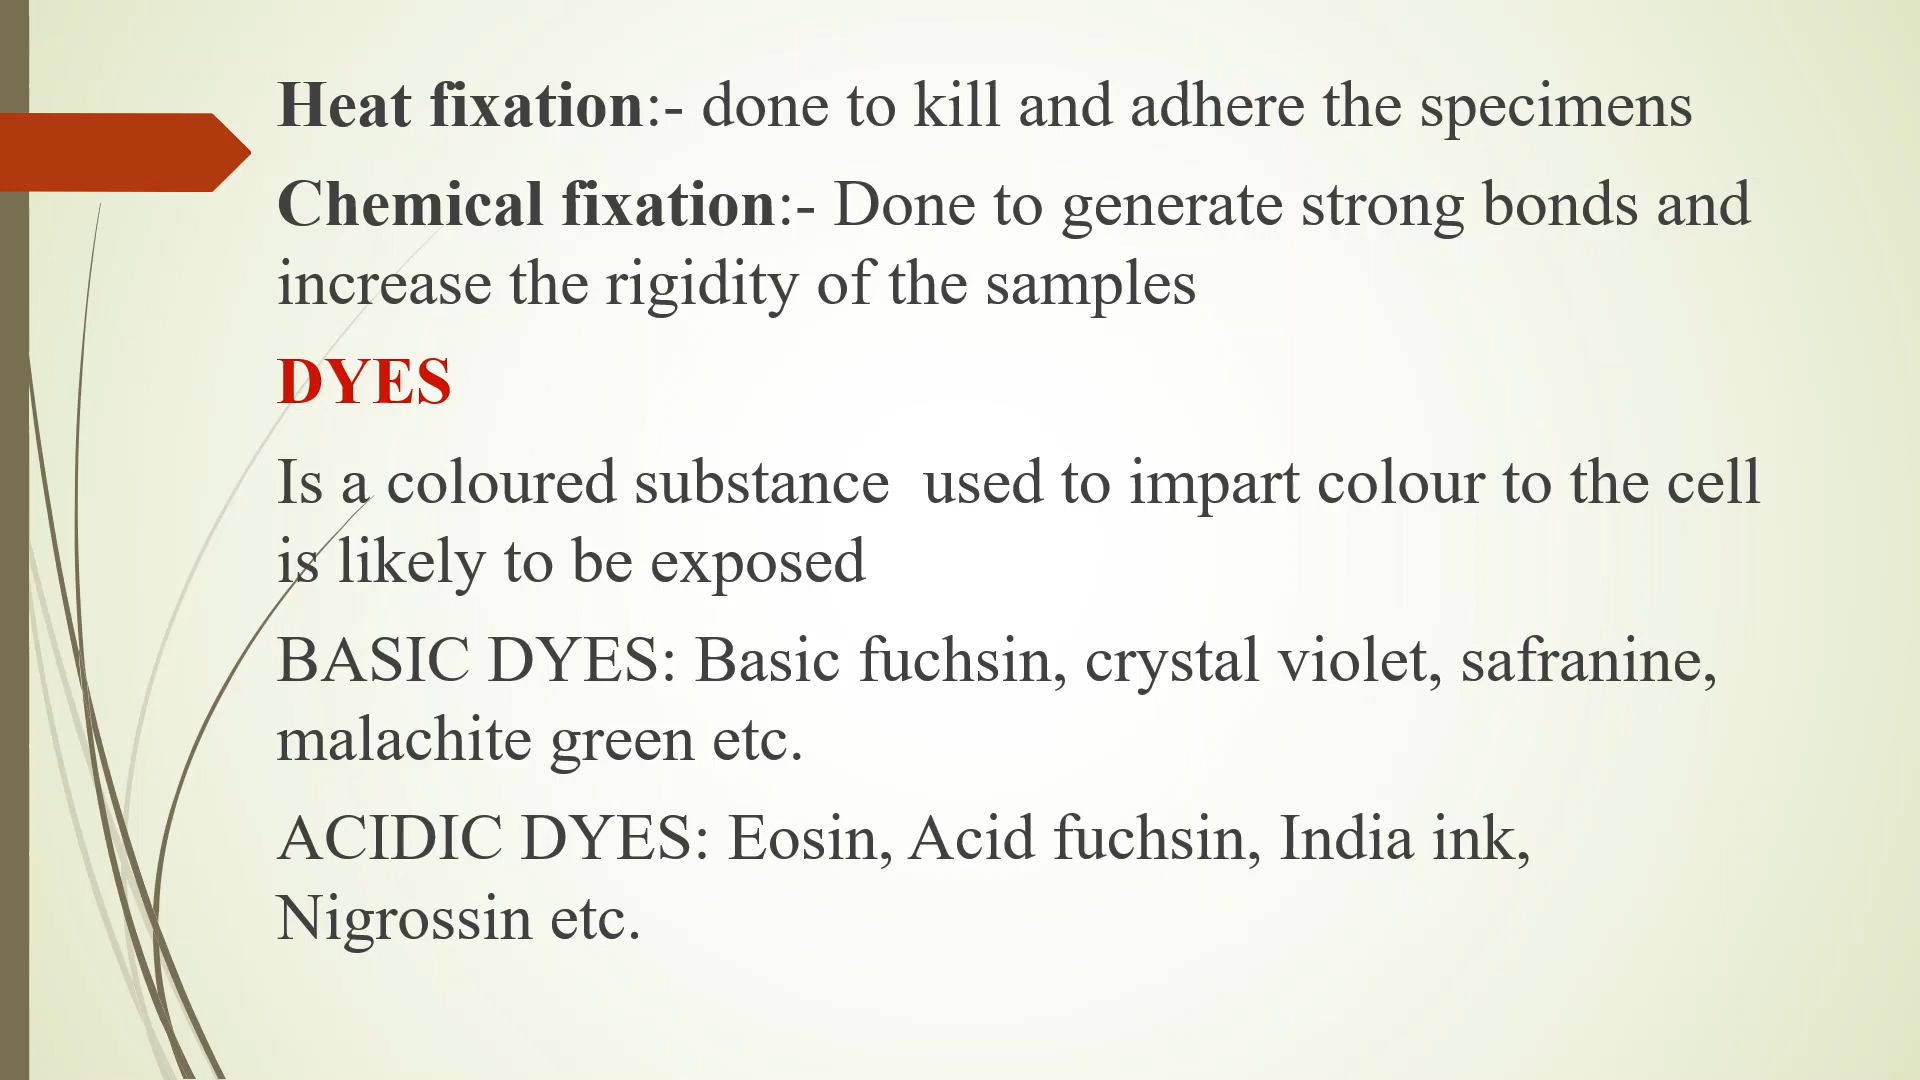 Heat fixation:- done to kill and adhere the specimens
Chemical fixation:- Done to generate strong bonds and
increase the rigidity of the samples
DYES
Is a coloured substance  used to impart colour to the cell
is likely to be exposed
BASIC DYES: Basic fuchsin, crystal violet, safranine,
malachite green etc.
ACIDIC DYES: Eosin, Acid fuchsin, India ink,
Nigrossin etc.